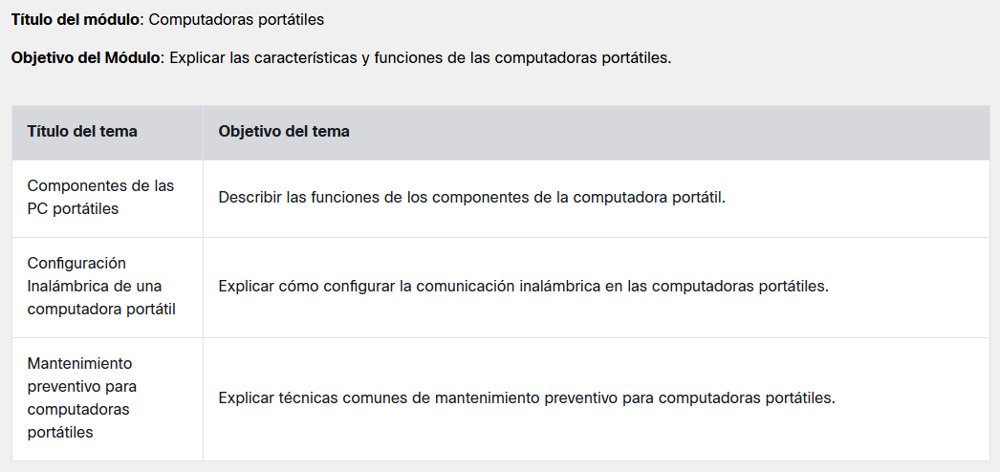 Título del módulo: Computadoras portátiles
Objetivo del Módulo: Explicar las características y funciones de las computadoras portátiles.
Título del tema
Objetivo del tema
Componentes de las
PC portátiles
Describir las funciones de los componentes de la computadora portátil.
Configuración
Inalámbrica de una
computadora portátil
Explicar cómo configurar la comunicación inalámbrica en las computadoras portátiles.
Mantenimiento
preventivo para
computadoras
portátiles
Explicar técnicas comunes de mantenimiento preventivo para computadoras portátiles.